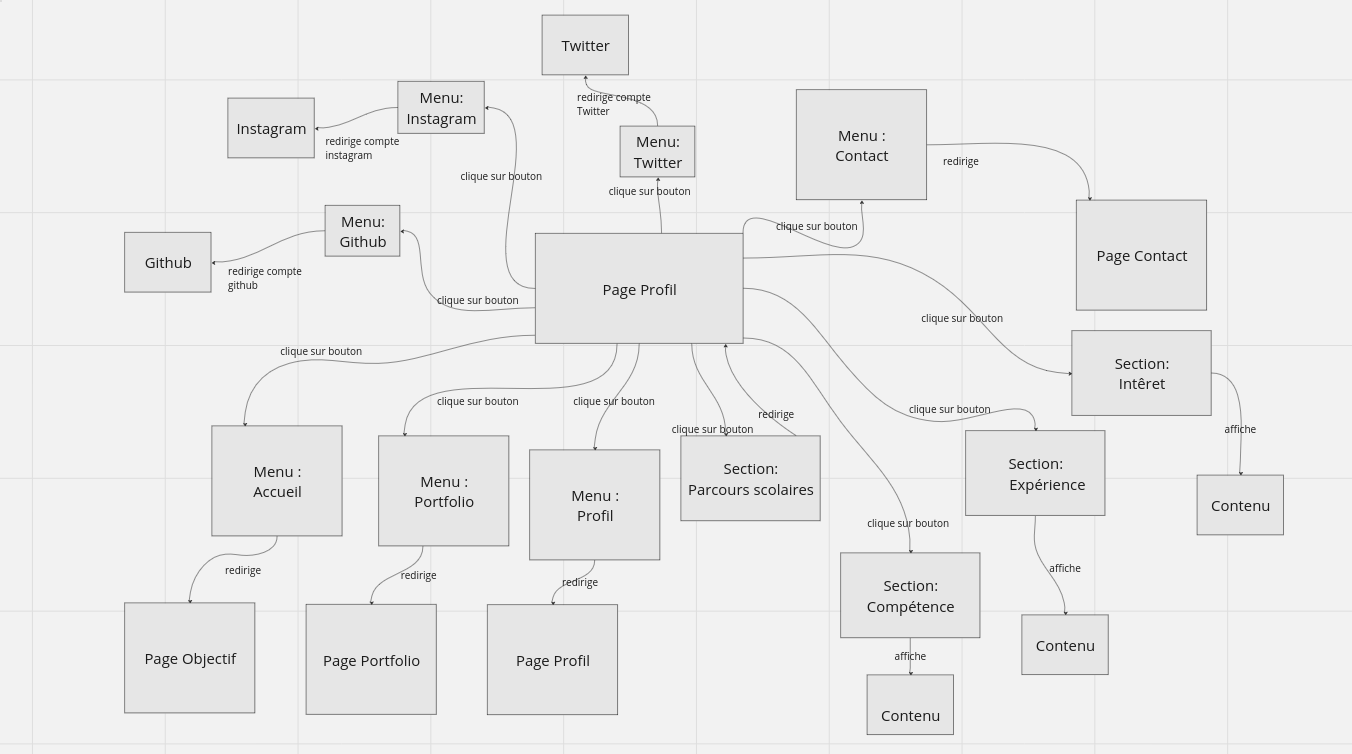 Twitter
Menu:
Instagram
Instagram
redirige compte
instagram
redirige compte
Twitter
Menu:
Twitter
Menu :
Contact
redirige
clique sur bouton
clique sur bouton
clique sur bouton
Menu:
Github
Github
redirige compte
github
Page Profil
Page Contact
clique sur bouton
clique sur bouton
clique sur bouton
Section:
Intêret
clique sur bouton
clique sur bouton
clique sur bouton
redirige
clique sur bouton
clique sur bouton
affiche
Menu :
Accueil
Menu :
Portfolio
Menu :
Profil
Section:
Parcours scolaires
Section:
Expérience
Contenu
clique sur bouton
redirige
redirige
redirige
affiche
Section:
Compétence
Page Objectif
Page Portfolio
Page Profil
Contenu
affiche
Contenu